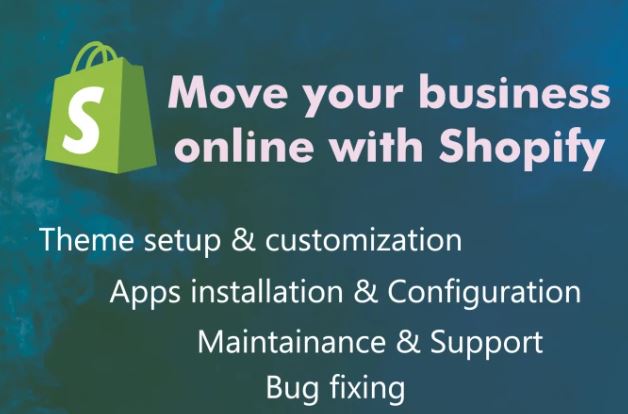 S
Move your business
online with Shopify
Theme setup & customization
Apps installation & Configuration
Maintainance & Support
Bug fixing